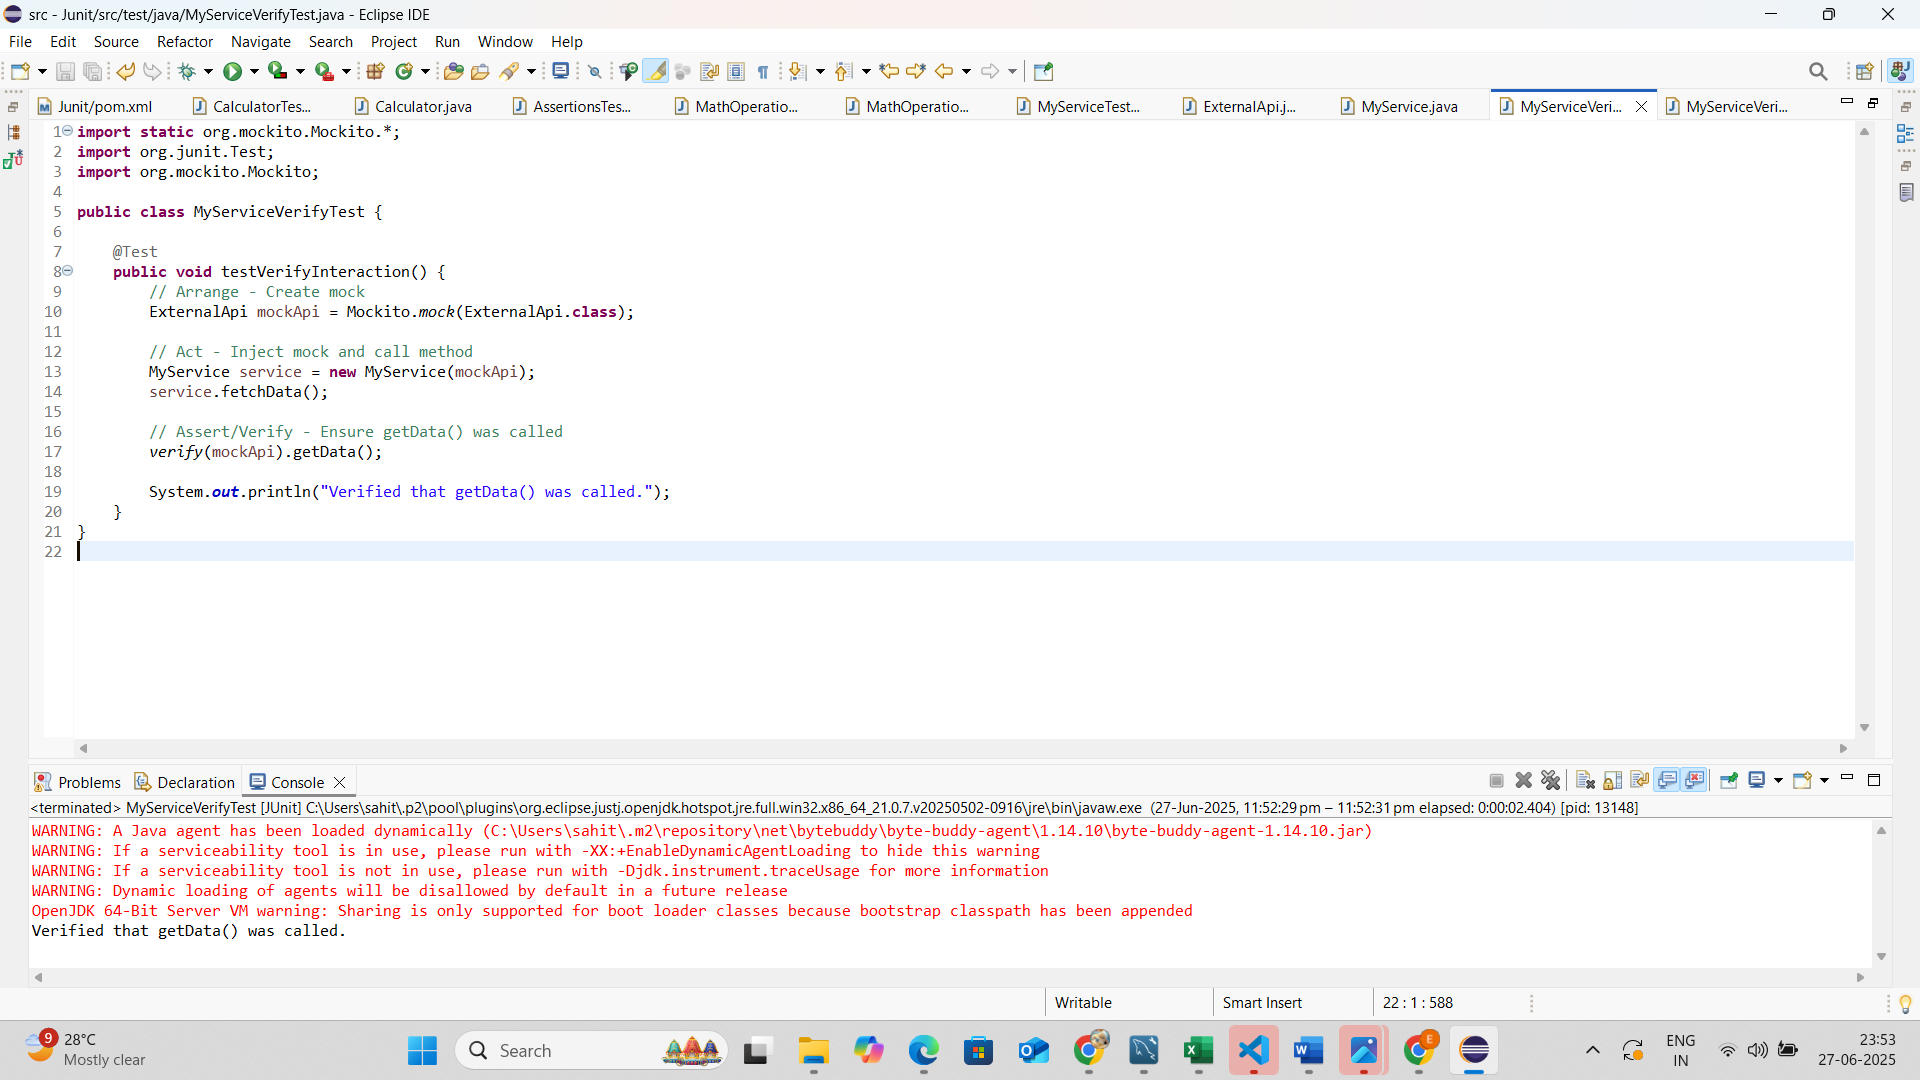 src - Junit/src/test/java/MyServiceVerifyTest.java - Eclipse IDE
File Edit Source Refactor Navigate Search Project Run Window Help
Junit/pom.xml CalculatorTes... Calculator.java AssertionsTes... MathOperatio... MathOperatio... MyServiceTest... ExternalApi.j... MyService.java MyServiceVeri... MyServiceVeri...
1 import static org.mockito.Mockito.*;
2 import org.junit.Test;
3 import org.mockito.Mockito;
4
5 public class MyServiceVerifyTest {
6
7     @Test
8     public void testVerifyInteraction() {
9         // Arrange - Create mock
10         ExternalApi mockApi = Mockito.mock(ExternalApi.class);
11
12         // Act - Inject mock and call method
13         MyService service = new MyService(mockApi);
14         service.fetchData();
15
16         // Assert/Verify - Ensure getData() was called
17         verify(mockApi).getData();
18
19         System.out.println("Verified that getData() was called.");
20     }
21 }
22
Problems Declaration Console
<terminated> MyServiceVerifyTest [JUnit] C:\Users\sahit\.p2\pool\plugins\org.eclipse.justj.openjdk.hotspot.jre.full.win32.x86_64_21.0.7.v20250502-0916\jre\bin\javaw.exe (27-Jun-2025, 11:52:29 pm – 11:52:31 pm elapsed: 0:00:02.404) [pid: 13148]
WARNING: A Java agent has been loaded dynamically (C:\Users\sahit\.m2\repository\net\bytebuddy\byte-buddy-agent\1.14.10\byte-buddy-agent-1.14.10.jar)
WARNING: If a serviceability tool is in use, please run with -XX:+EnableDynamicAgentLoading to hide this warning
WARNING: If a serviceability tool is not in use, please run with -Djdk.instrument.traceUsage for more information
WARNING: Dynamic loading of agents will be disallowed by default in a future release
OpenJDK 64-Bit Server VM warning: Sharing is only supported for boot loader classes because bootstrap classpath has been appended
Verified that getData() was called.
Writable Smart Insert 22 : 1 : 588
9 28°C
Mostly clear
Search
ENG
IN
23:53
27-06-2025